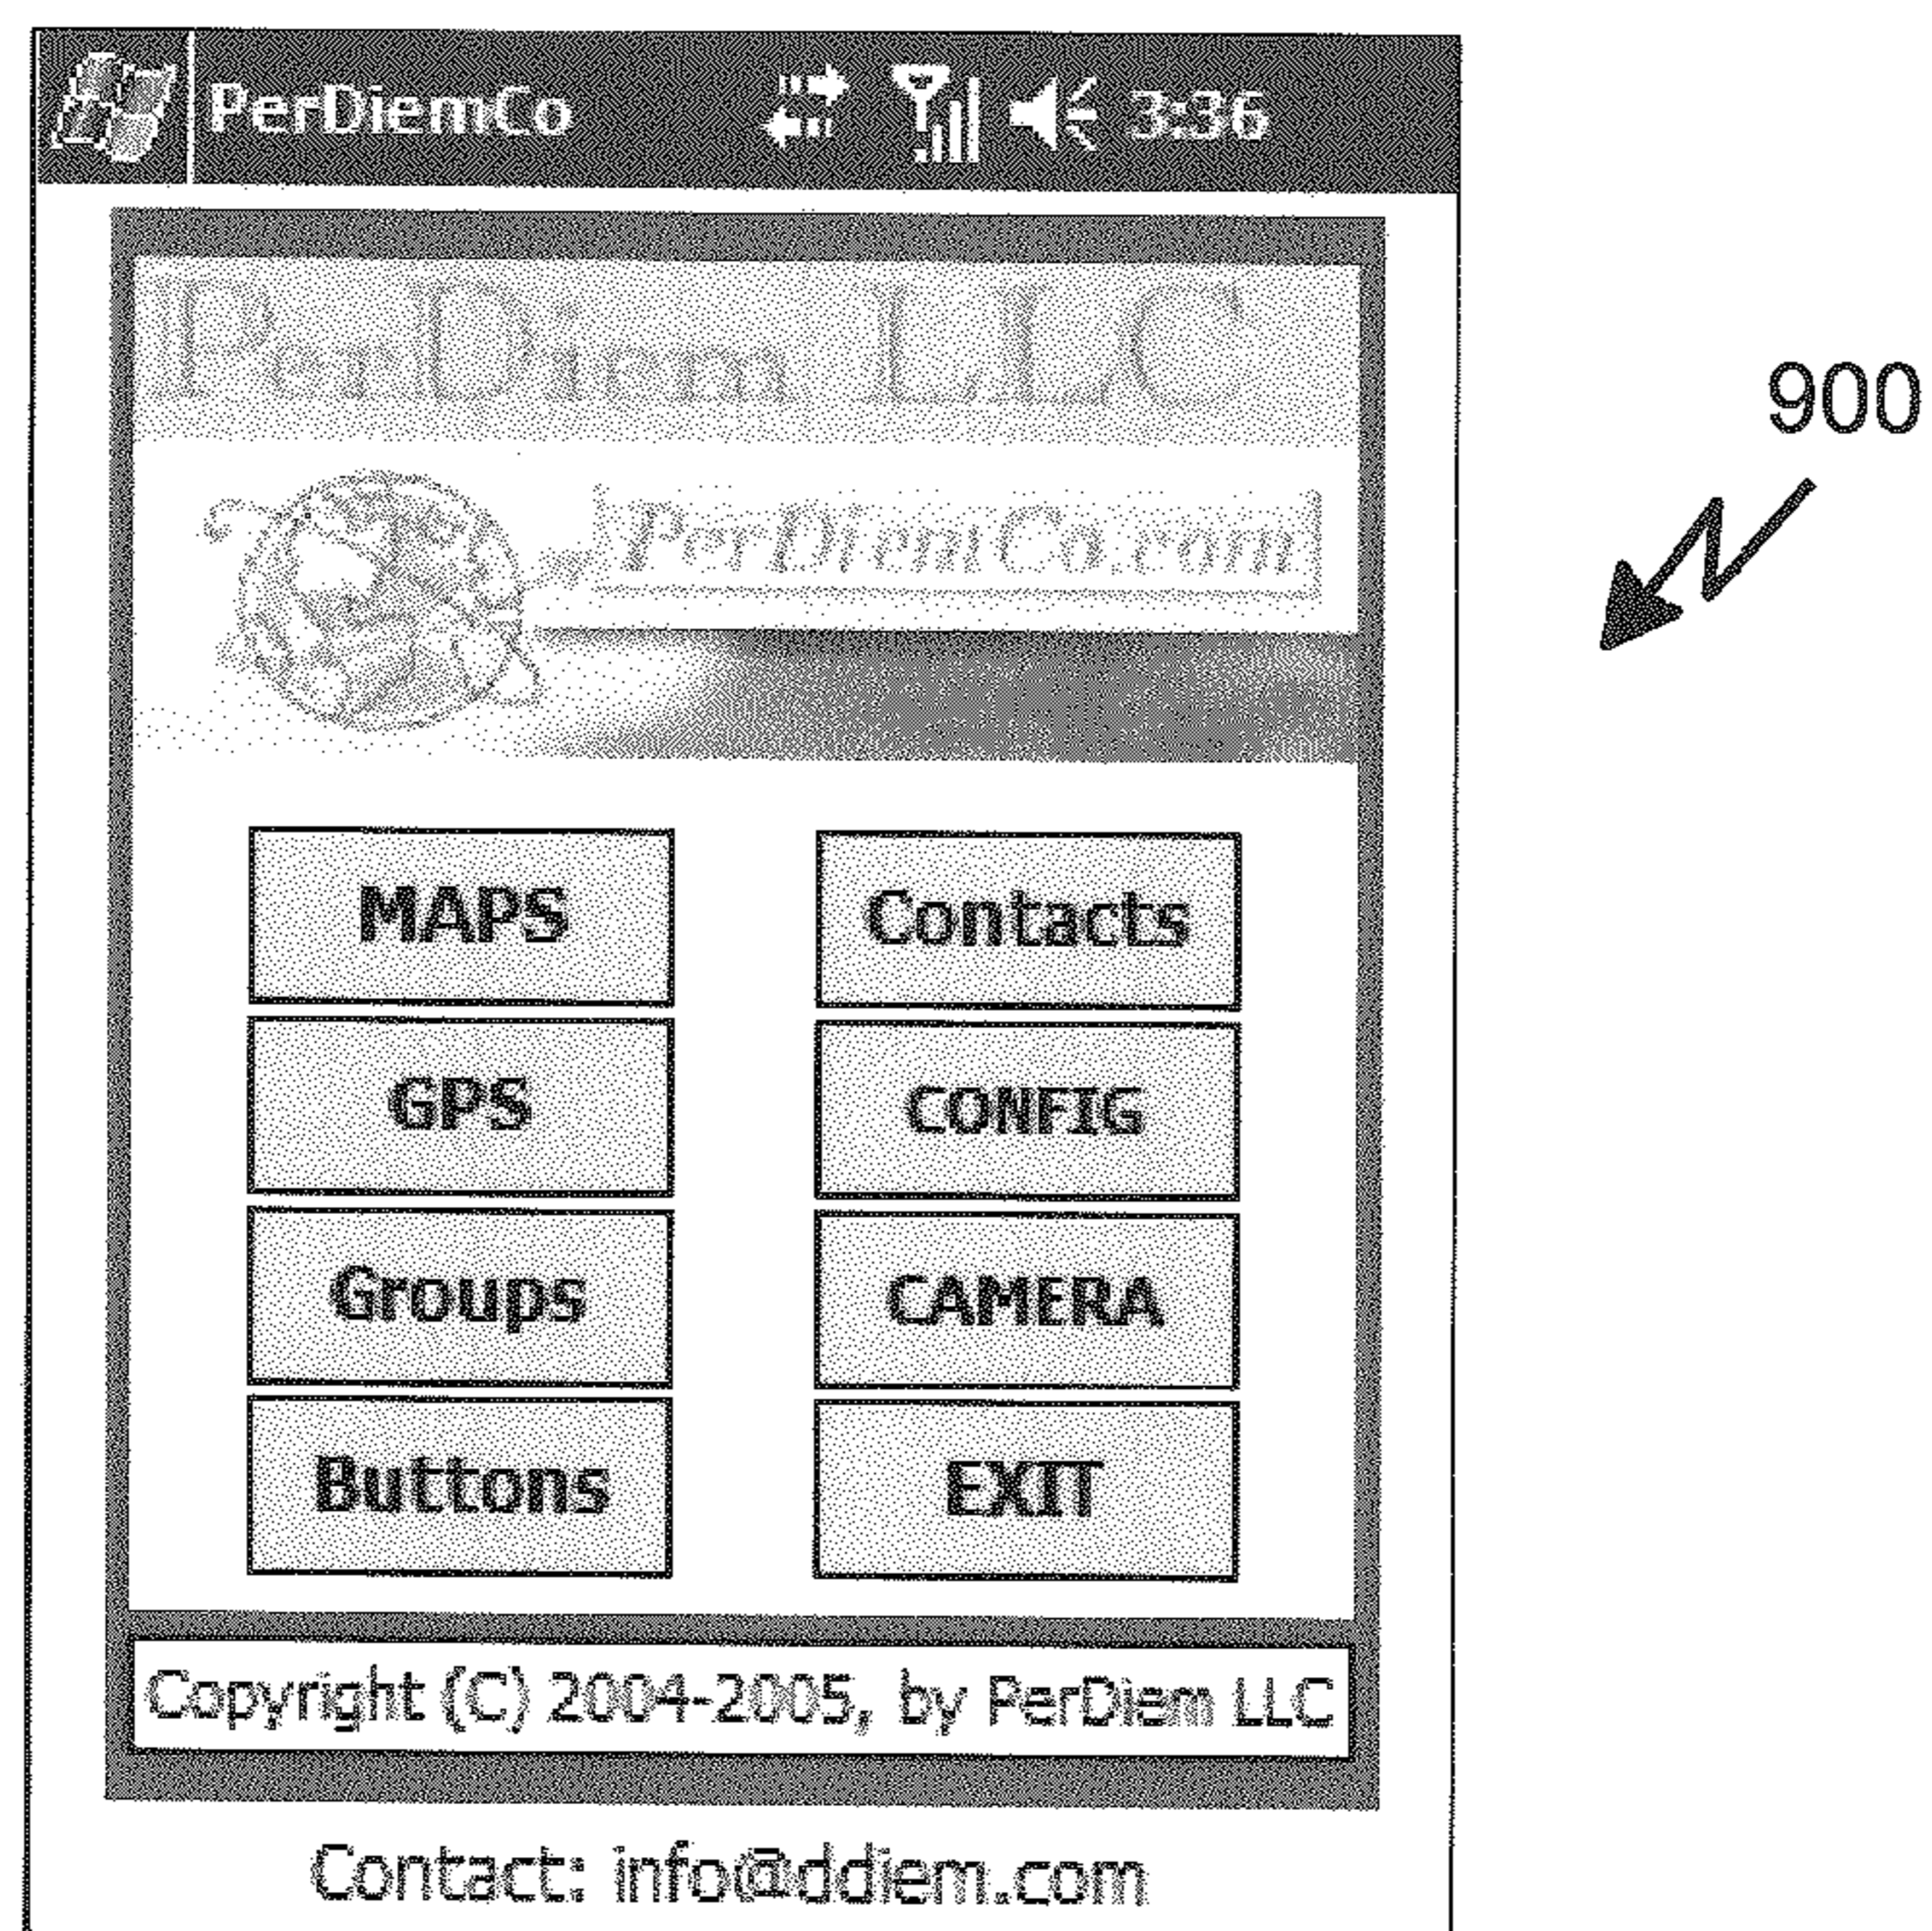 PerDiemCo 3:36
PerDiem LLC
900
PerDiemCo.com
MAPS Contacts
GPS CONFIG
Groups CAMERA
Buttons EXIT
Copyright (C) 2004-2005, by PerDiem LLC
Contact: info@ddiem.com